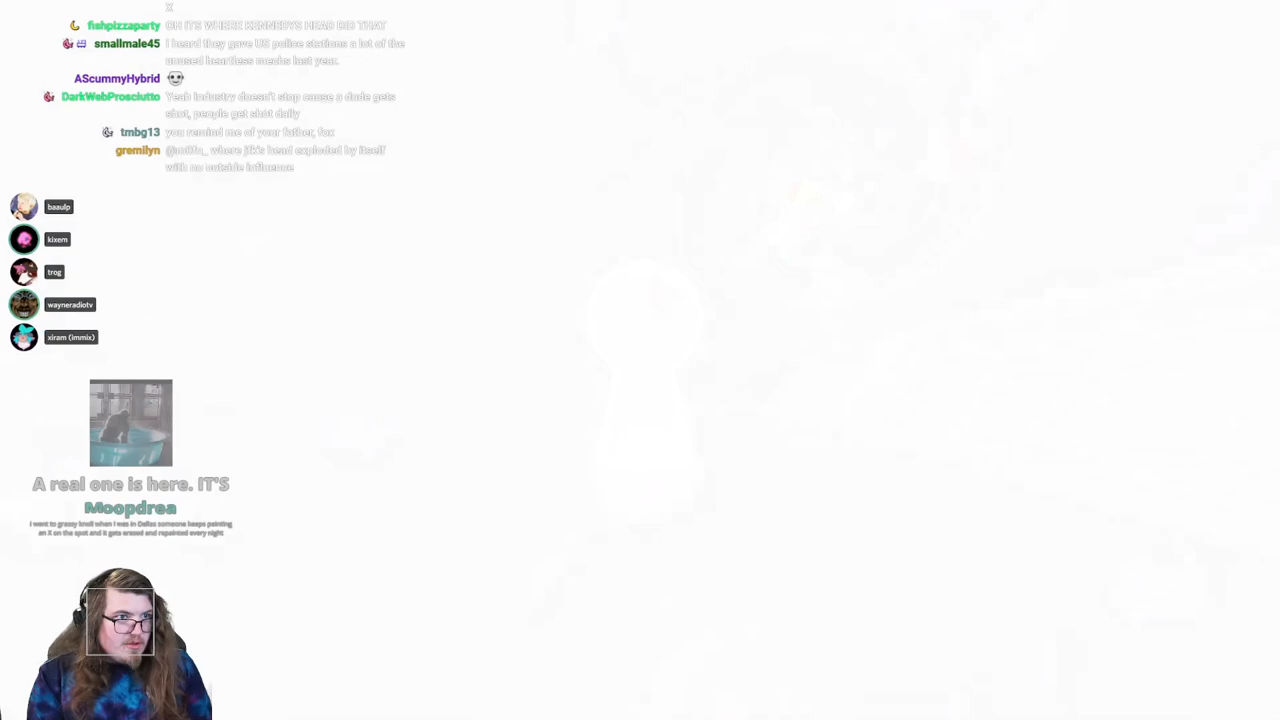 X
fishpizzaparty OH ITS WHERE KENNEDYS HEAD DID THAT
smallmale45 I heard they gave US police stations a lot of the
unused heartless mechs last year.
AScummyHybrid
DarkWebProsciutto Yeah industry doesn't stop cause a dude gets
shot, people get shot daily
tmbg13 you remind me of your father, fox
gremilyn where jfk's head exploded by itself
with no outside influence
baaulp
kixem
trog
wayneradiotv
xiram (immix)
A real one is here. IT'S
Moopdrea
I went to grassy knoll when I was in Dallas someone keeps painting
an X on the spot and it gets erased and repainted every night